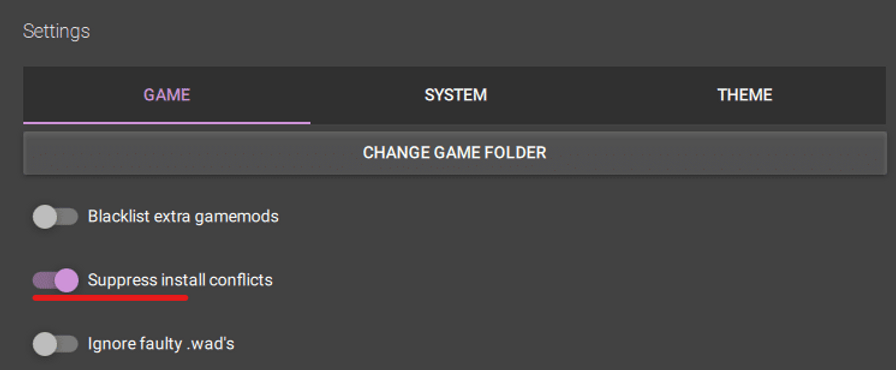 Settings
GAME SYSTEM THEME
CHANGE GAME FOLDER
Blacklist extra gamemods
Suppress install conflicts
Ignore faulty .wad's